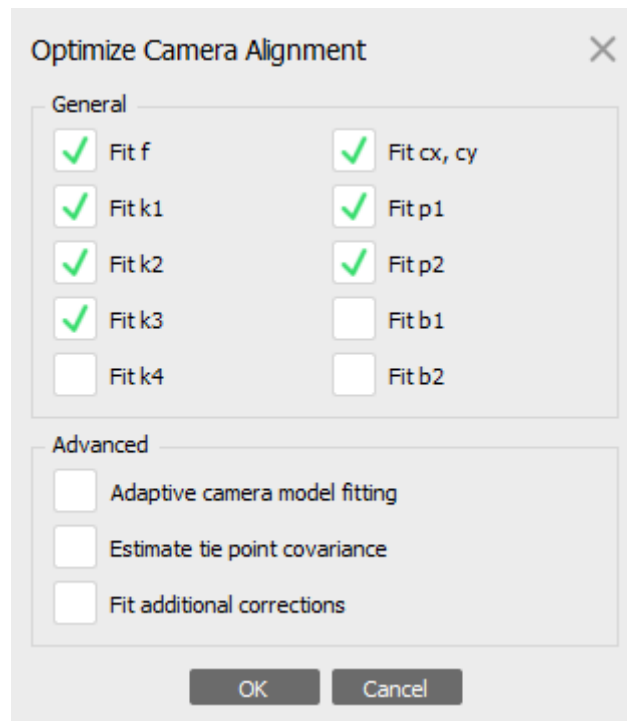 Optimize Camera Alignment
General
Fit f Fit cx, cy
Fit k1 Fit p1
Fit k2 Fit p2
Fit k3 Fit b1
Fit k4 Fit b2
Advanced
Adaptive camera model fitting
Estimate tie point covariance
Fit additional corrections
OK Cancel